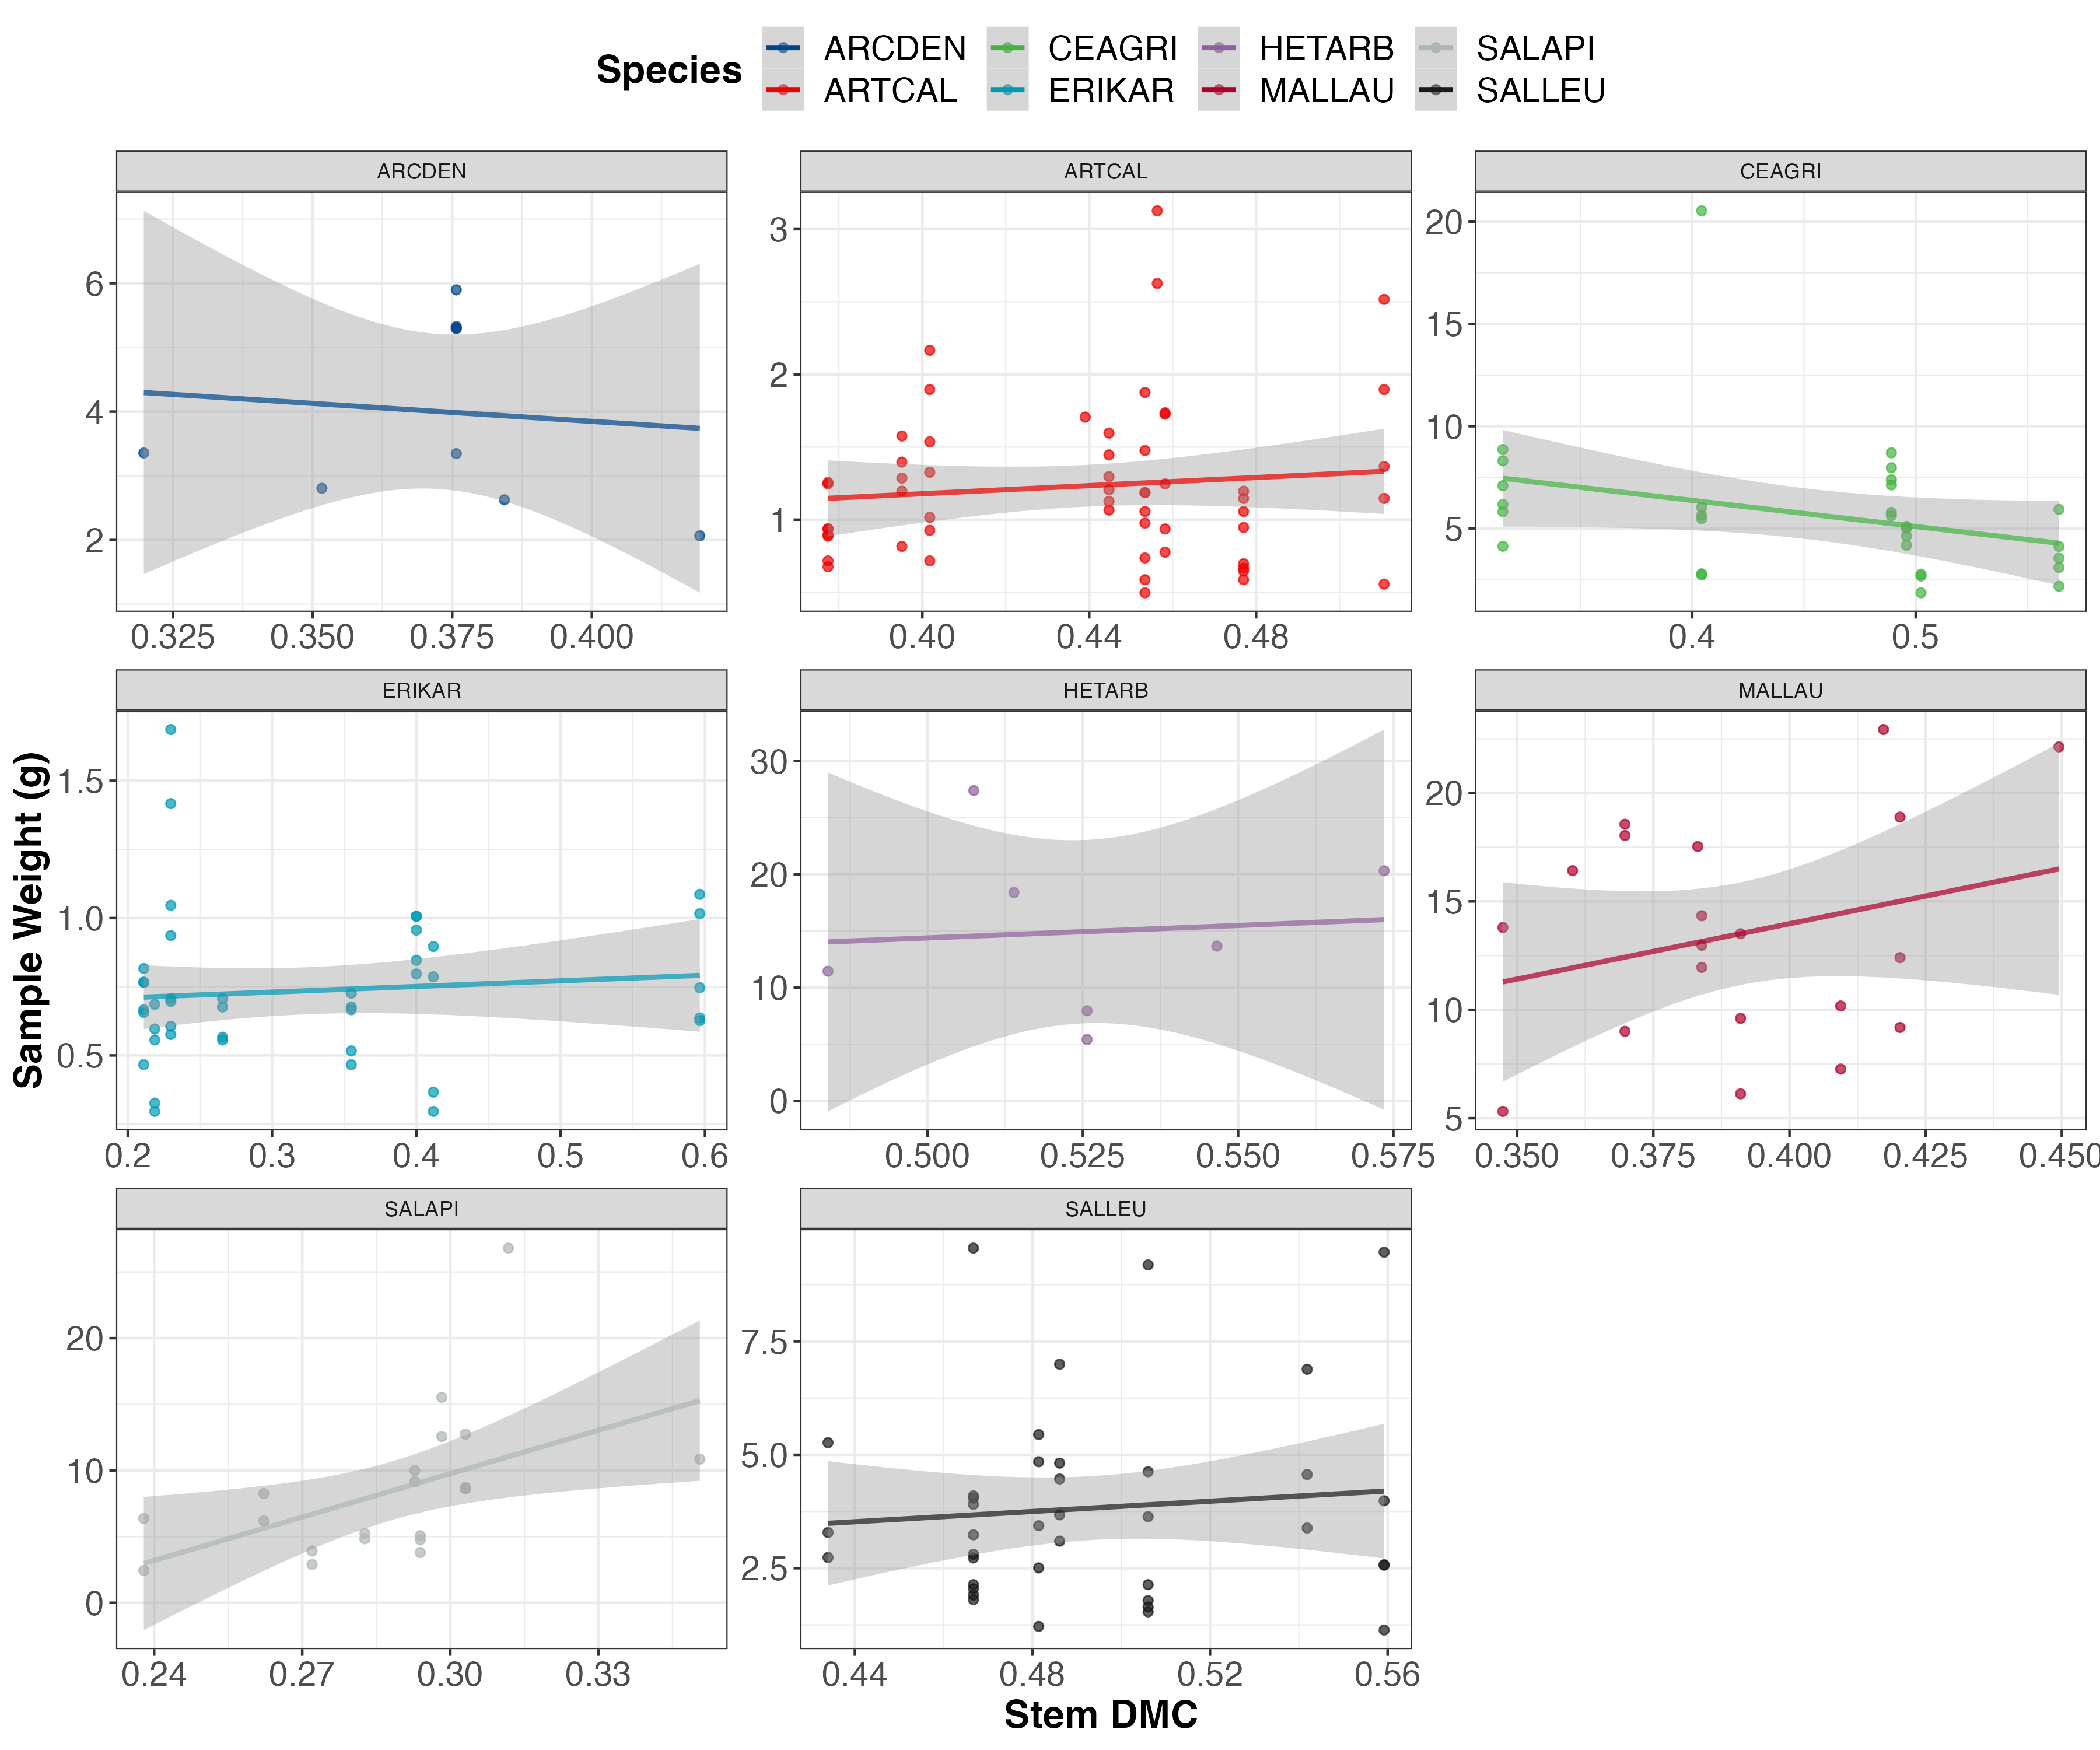 Species
ARCDEN CEAGRI HETARB SALAPI
ARTCAL ERIKAR MALLAU SALLEU
ARCDEN ARTCAL CEAGRI
6
4
2
0.325 0.350 0.375 0.400
3
2
1
0.40 0.44 0.48
20
15
10
5
0.4 0.5
ERIKAR HETARB MALLAU
Sample Weight (g)
1.5
1.0
0.5
0.2 0.3 0.4 0.5 0.6
30
20
10
0
0.500 0.525 0.550 0.575
20
15
10
5
0.350 0.375 0.400 0.425 0.450
SALAPI SALLEU
20
10
0
0.24 0.27 0.30 0.33
7.5
5.0
2.5
0.44 0.48 0.52 0.56
Stem DMC